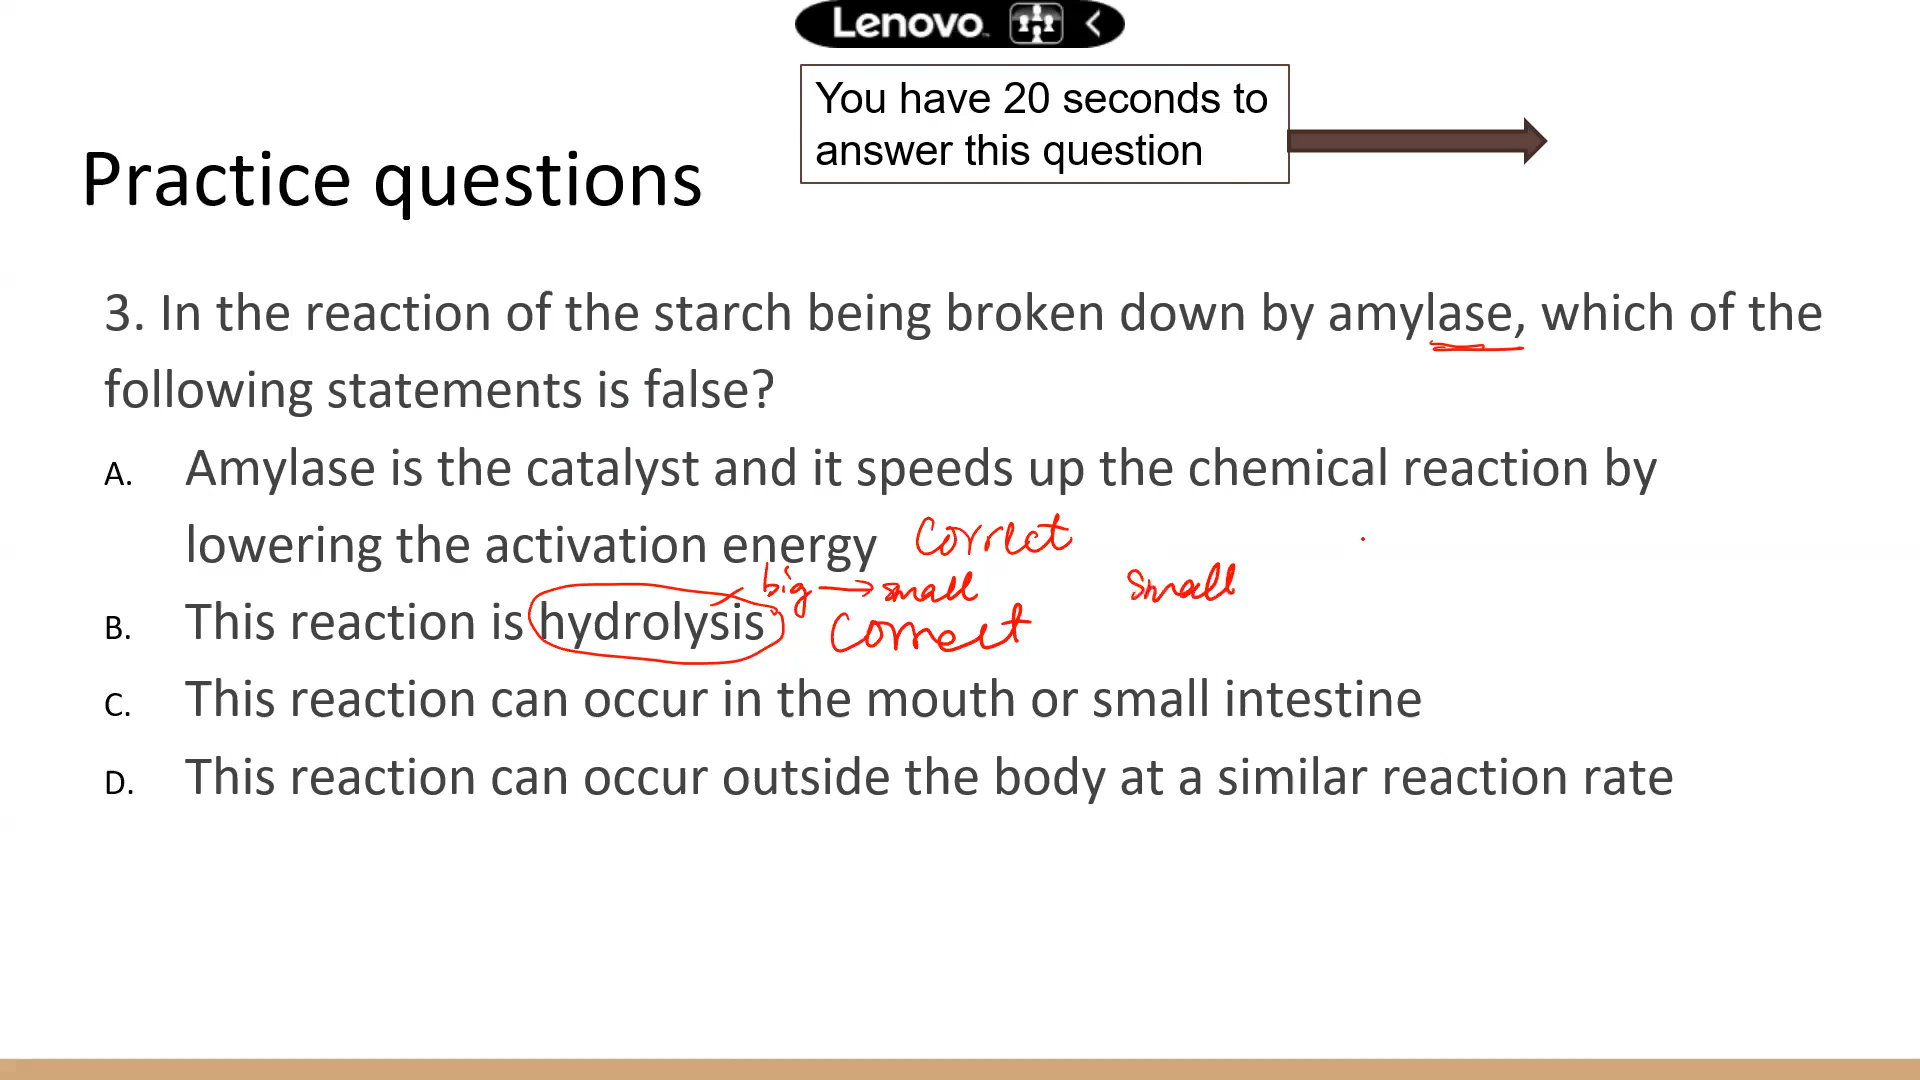 Lenovo
You have 20 seconds to
answer this question
Practice questions
3. In the reaction of the starch being broken down by amylase, which of the
following statements is false?
A. Amylase is the catalyst and it speeds up the chemical reaction by
lowering the activation energy correct
big → small small
B. This reaction is hydrolysis correct
C. This reaction can occur in the mouth or small intestine
D. This reaction can occur outside the body at a similar reaction rate